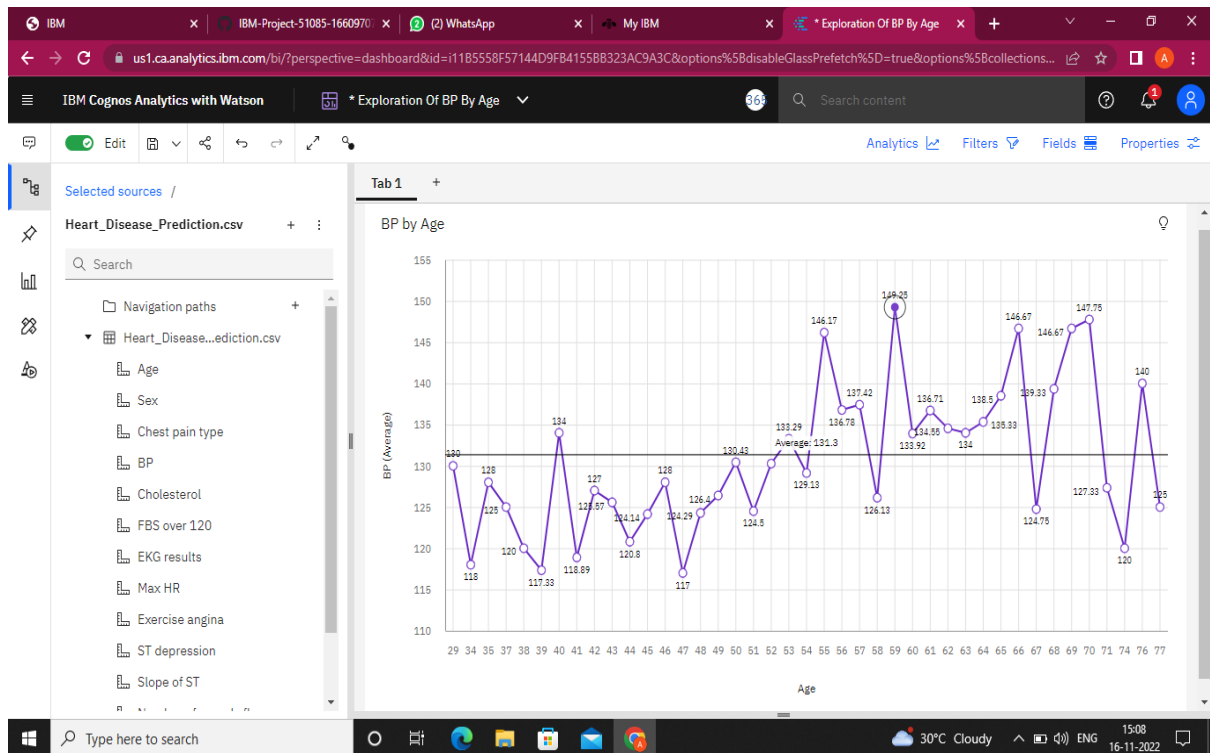 IBM
IBM-Project-51085-16609707
(2) WhatsApp
My IBM
* Exploration Of BP By Age
us1.ca.analytics.ibm.com/bi/?perspective=dashboard&id=i11B5558F57144D9FB4155BB323AC9A3C&options%5BdisableGlassPrefetch%5D=true&options%5Bcollections...
A
IBM Cognos Analytics with Watson
* Exploration Of BP By Age
365
Search content
1
Edit
Analytics
Filters
Fields
Properties
Selected sources /
Heart_Disease_Prediction.csv
Search
Navigation paths
Heart_Disease...ediction.csv
Age
Sex
Chest pain type
BP
Cholesterol
FBS over 120
EKG results
Max HR
Exercise angina
ST depression
Slope of ST
Tab 1
BP by Age
BP (Average)
155
150
145
140
135
130
125
120
115
110
130
118
128
125
120
117.33
134
118.89
127
125.57
120.8
124.14
128
117
124.29
126.4
130.43
124.5
133.29
Average: 131.3
129.13
146.17
136.78
137.42
126.13
149.25
133.92
136.71
134.55
134
135.33
138.5
146.67
124.75
139.33
146.67
147.75
127.33
120
140
125
29 34 35 37 38 39 40 41 42 43 44 45 46 47 48 49 50 51 52 53 54 55 56 57 58 59 60 61 62 63 64 65 66 67 68 69 70 71 74 76 77
Age
Type here to search
30°C Cloudy
ENG
15:08
16-11-2022